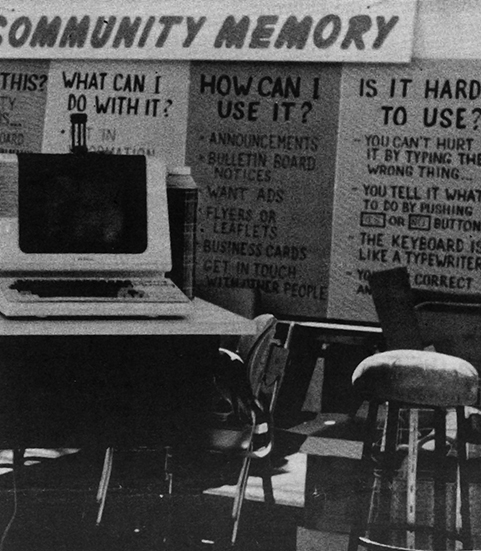 COMMUNITY MEMORY
THIS?
WHAT CAN I
DO WITH IT?
IN
HOW CAN I
USE IT?
- ANNOUNCEMENTS
- BULLETIN BOARD
NOTICES
- WANT ADS
- FLYERS OR
LEAFLETS
BUSINESS CARDS
GET IN TOUCH
WITH OTHER PEOPLE
IS IT HARD
TO USE?
- YOU CAN'T HURT
IT BY TYPING THE
WRONG THING...
- YOU TELL IT WHAT
TO DO BY PUSHING
OR BUTTON
- THE KEYBOARD IS
LIKE A TYPEWRITER
CORRECT